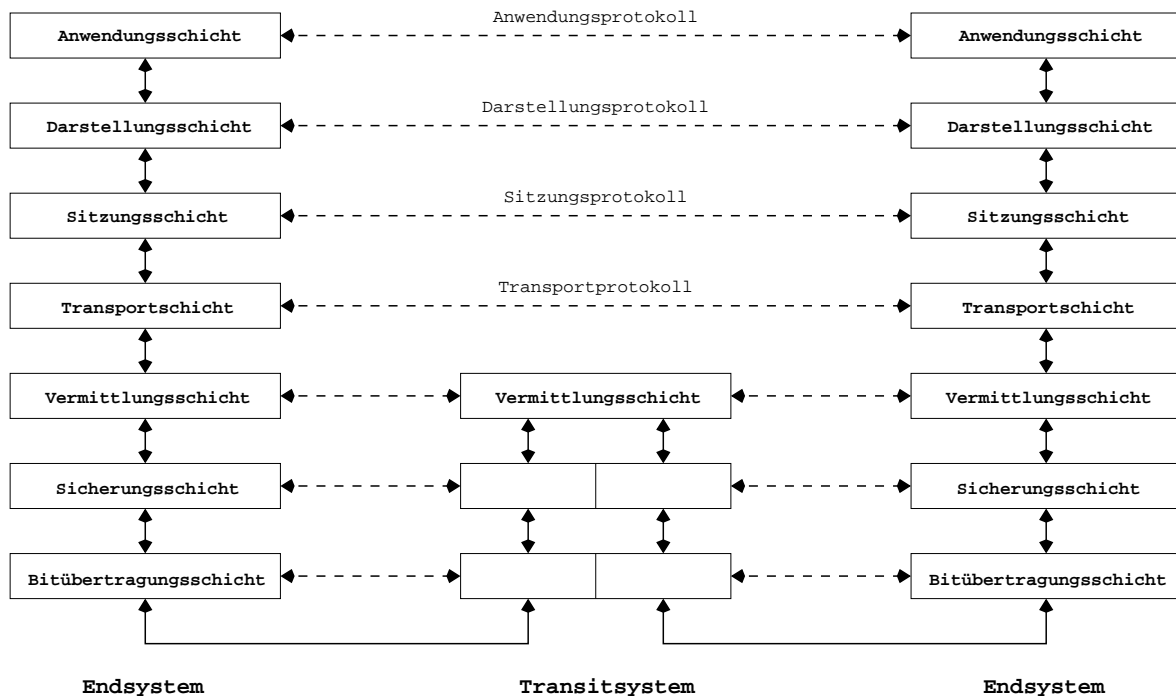 Anwendungsprotokoll
Anwendungsschicht Anwendungsschicht
Darstellungsprotokoll
Darstellungsschicht Darstellungsschicht
Sitzungsprotokoll
Sitzungsschicht Sitzungsschicht
Transportprotokoll
Transportschicht Transportschicht
Vermittlungsschicht Vermittlungsschicht Vermittlungsschicht
Sicherungsschicht Sicherungsschicht
Bitübertragungsschicht Bitübertragungsschicht
Endsystem Transitsystem Endsystem